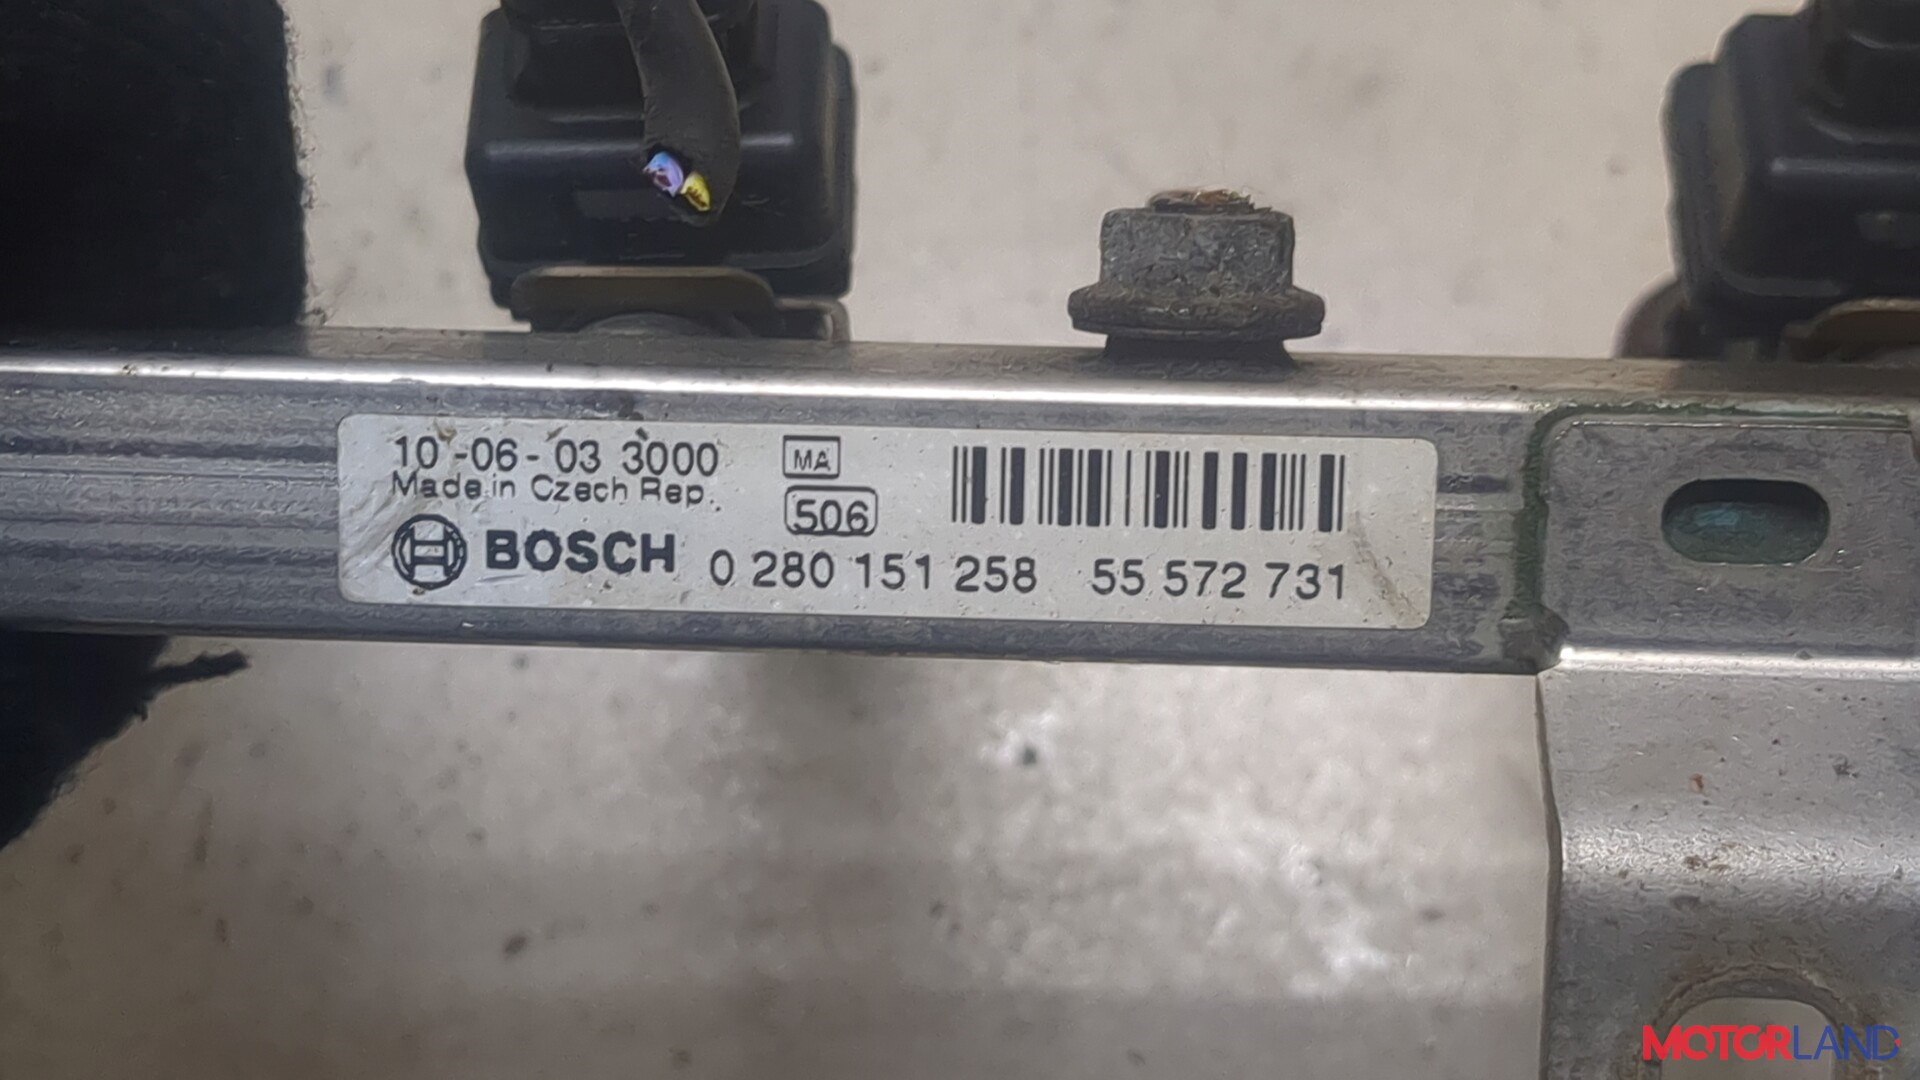 10-06-03 3000
Made in Czech Rep.
MA
506
BOSCH 0 280 151 258 55 572 731
MOTORLAND